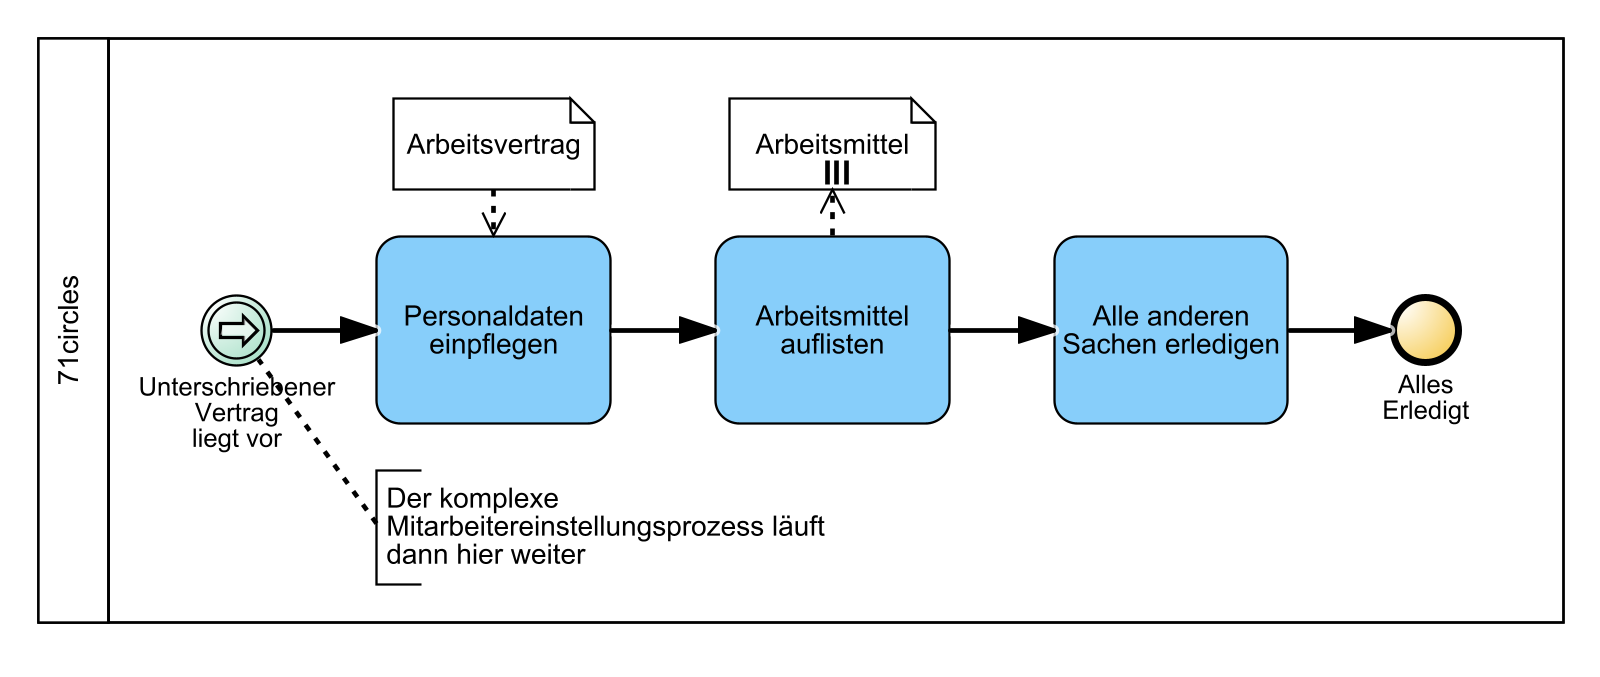 71circles
Arbeitsvertrag
Arbeitsmittel
Personaldaten
einpflegen
Arbeitsmittel
auflisten
Alle anderen
Sachen erledigen
Unterschriebener
Vertrag
liegt vor
Alles
Erledigt
Der komplexe
Mitarbeitereinstellungsprozess läuft
dann hier weiter